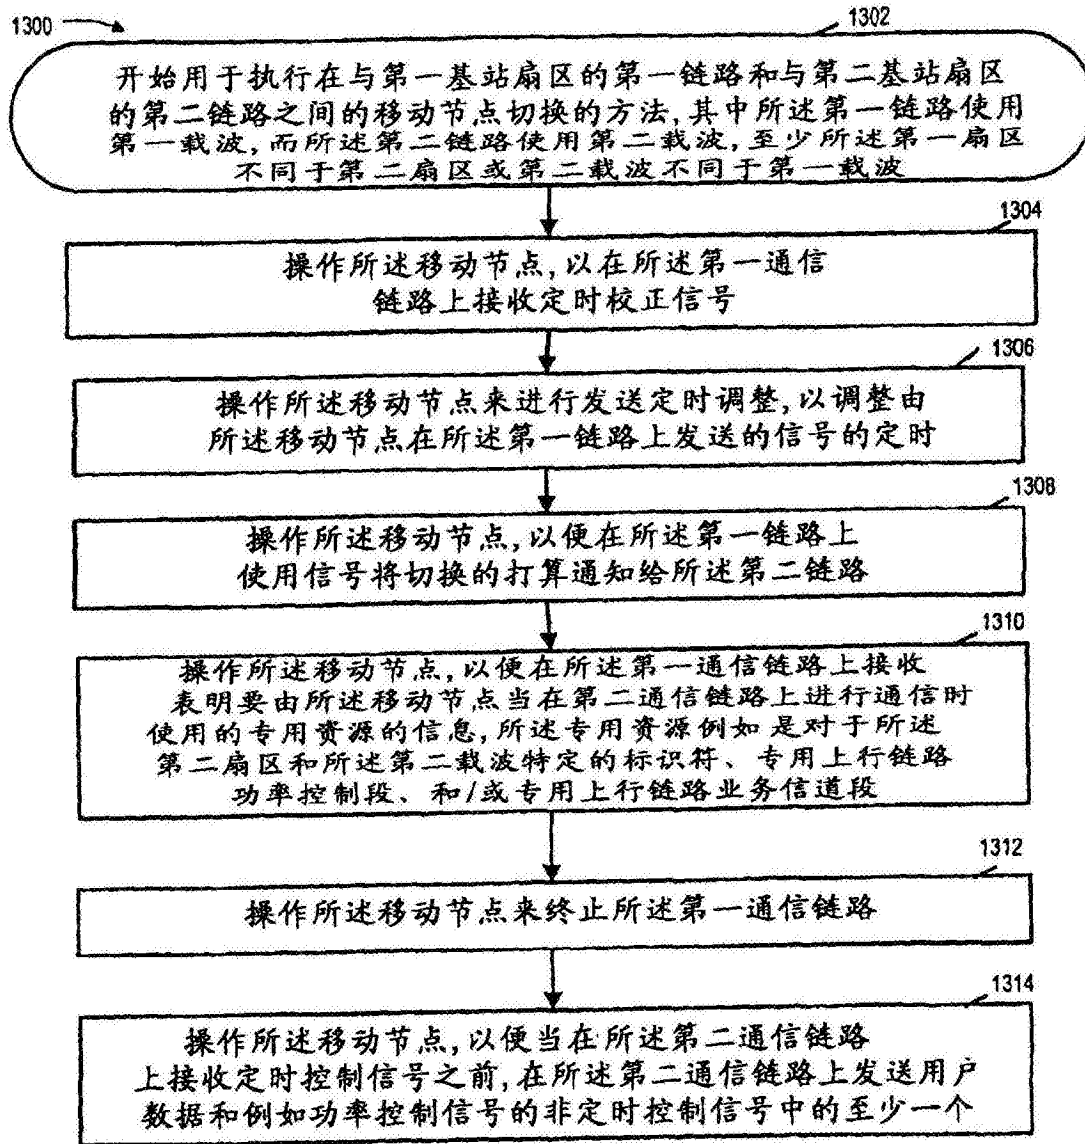 1300
1302
开始用于执行在与第一基站扇区的第一链路和与第二基站扇区
的第二链路之间的移动节点切换的方法,其中所述第一链路使用
第一载波,而所述第二链路使用第二载波,至少所述第一扇区
不同于第二扇区或第二载波不同于第一载波
1304
操作所述移动节点,以在所述第一通信
链路上接收定时校正信号
1306
操作所述移动节点来进行发送定时调整,以调整由
所述移动节点在所述第一链路上发送的信号的定时
1308
操作所述移动节点,以便在所述第一链路上
使用信号将切换的打算通知给所述第二链路
1310
操作所述移动节点,以便在所述第一通信链路上接收
表明要由所述移动节点当在第二通信链路上进行通信时
使用的专用资源的信息,所述专用资源例如是对于所述
第二扇区和所述第二载波特定的标识符、专用上行链路
功率控制段、和/或专用上行链路业务信道段
1312
操作所述移动节点来终止所述第一通信链路
1314
操作所述移动节点,以便当在所述第二通信链路
上接收定时控制信号之前,在所述第二通信链路上发送用户
数据和例如功率控制信号的非定时控制信号中的至少一个